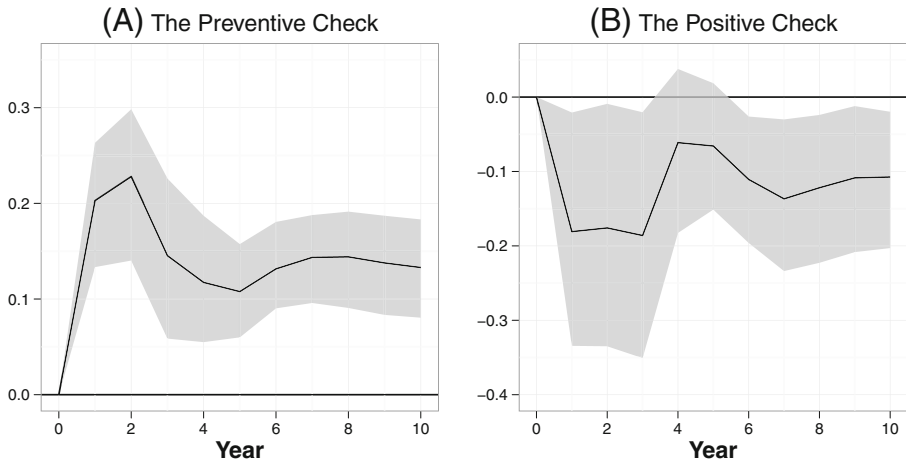 (A) The Preventive Check
0.3
0.2
0.1
0.0
0 2 4 6 8 10
Year
(B) The Positive Check
0.0
−0.1
−0.2
−0.3
−0.4
0 2 4 6 8 10
Year